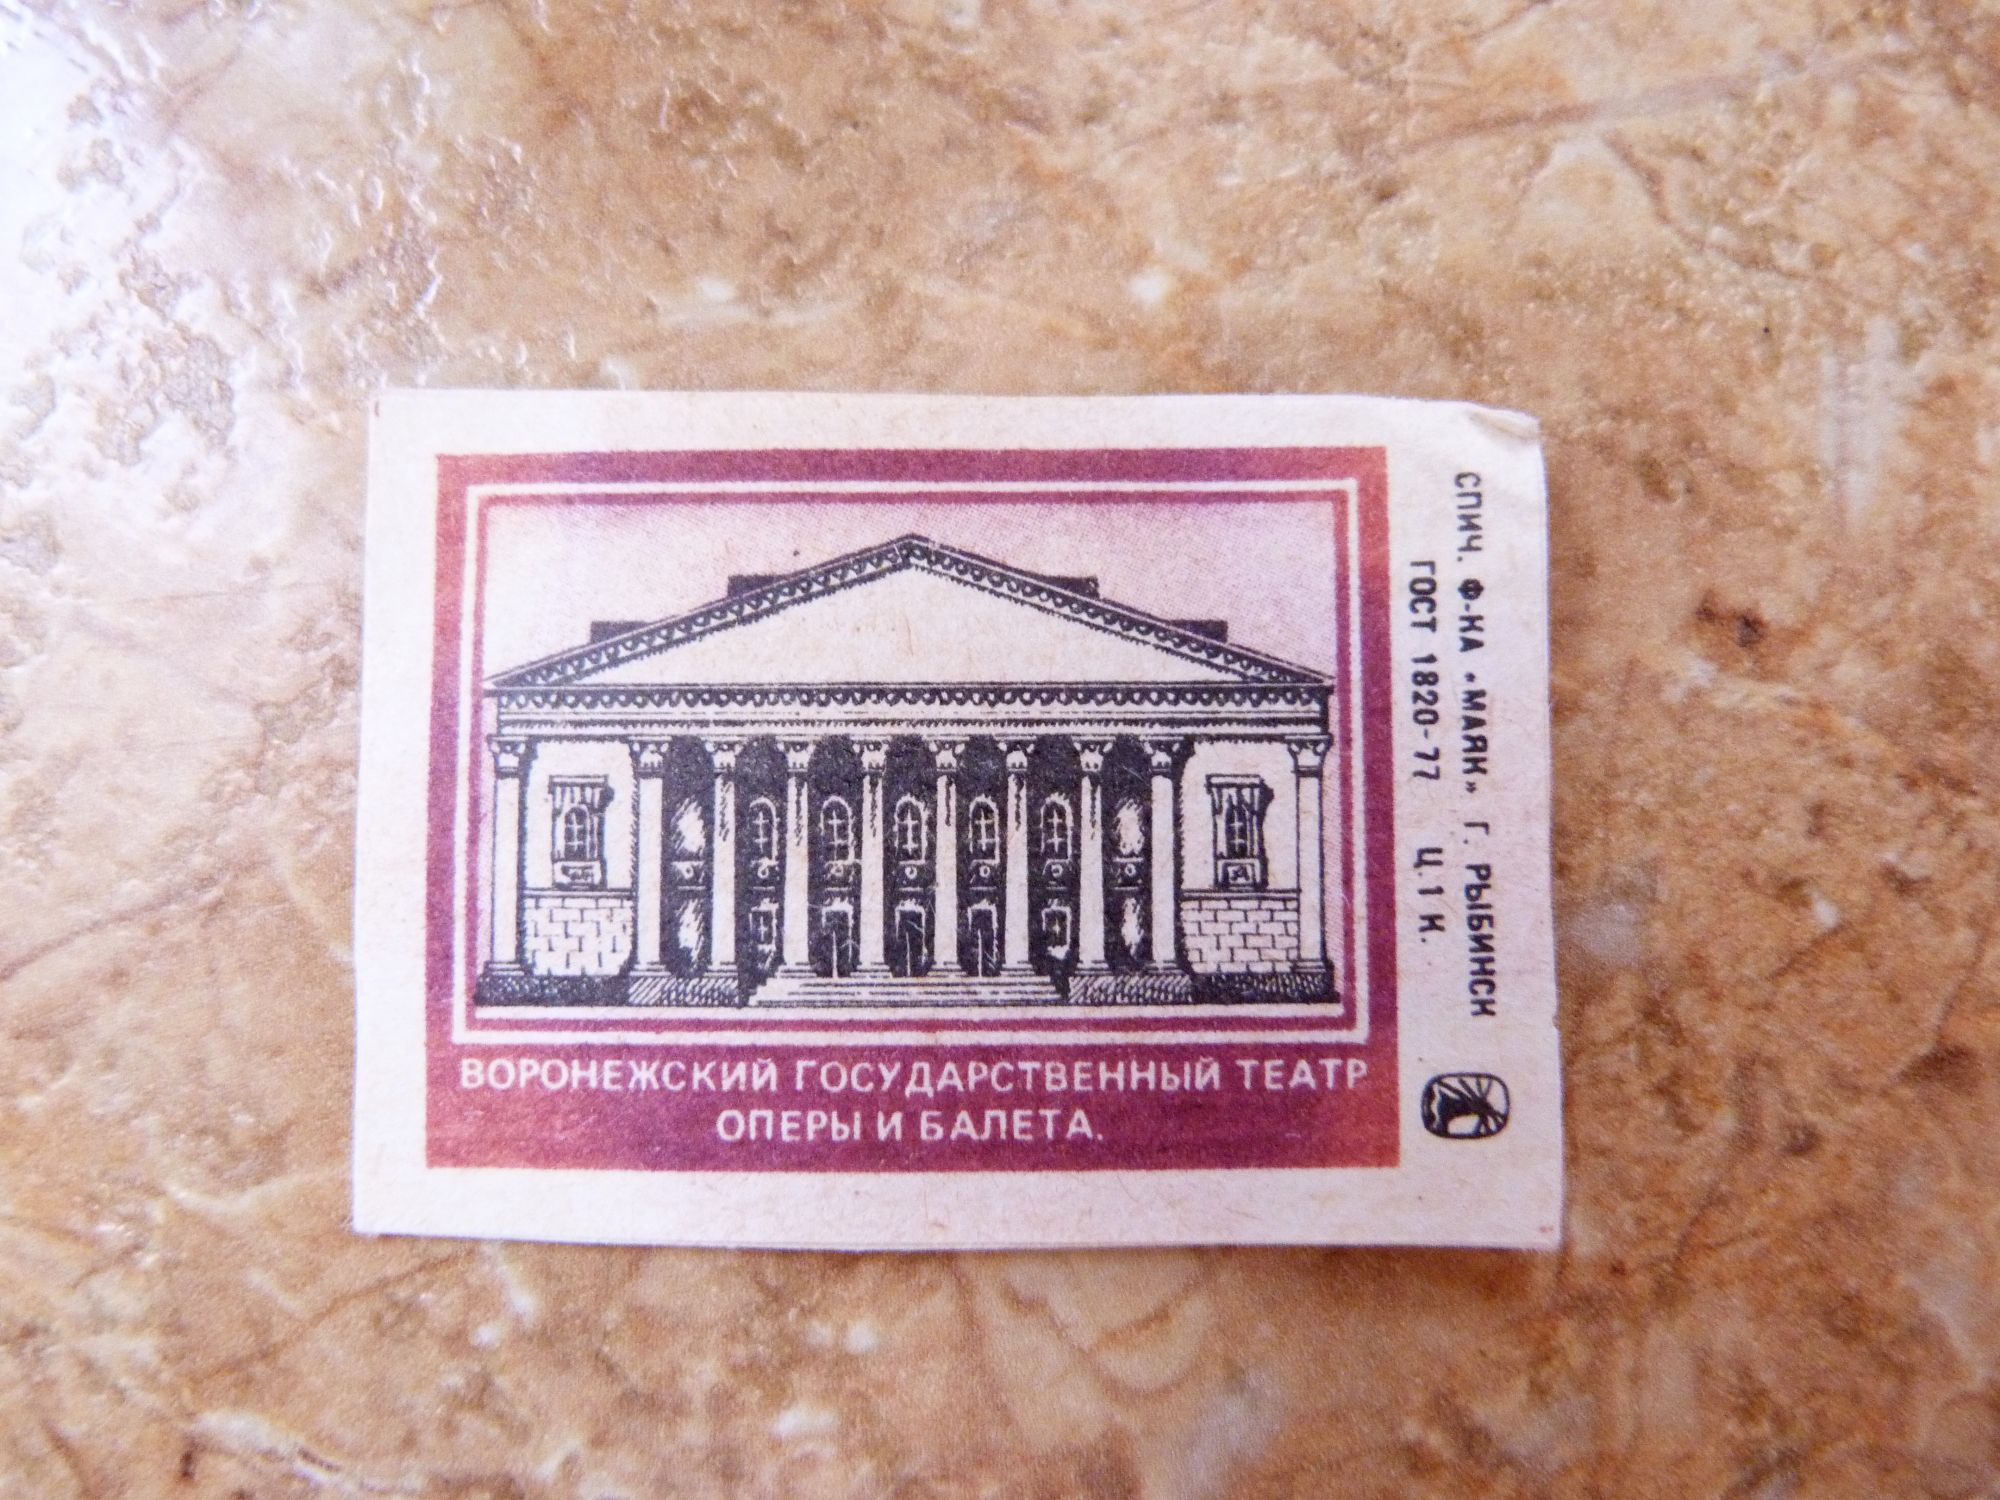 ВОРОНЕЖСКИЙ ГОСУДАРСТВЕННЫЙ ТЕАТР
ОПЕРЫ И БАЛЕТА.
СПИЧ. Ф-КА «МАЯК» Г. РЫБИНСК
ГОСТ 1820-77 Ц. 1 К.